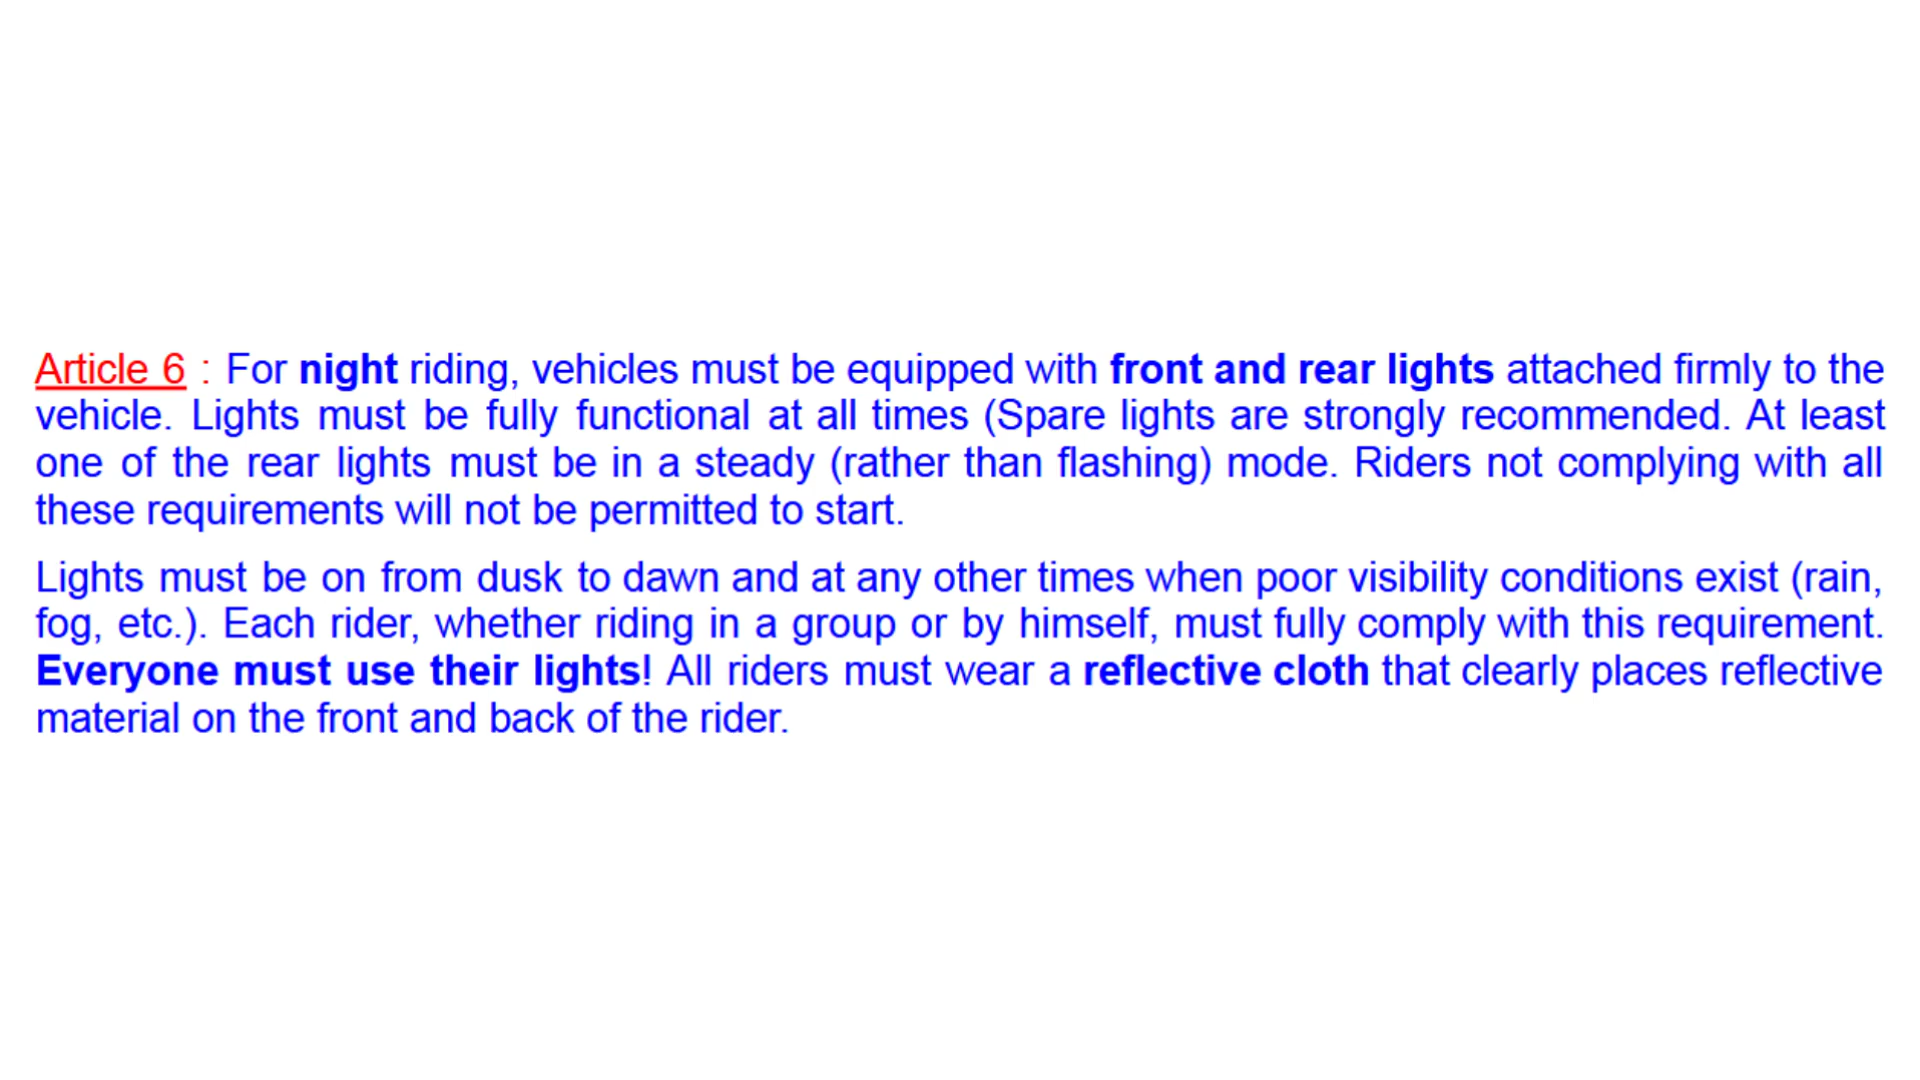 Article 6 : For night riding, vehicles must be equipped with front and rear lights attached firmly to the
vehicle. Lights must be fully functional at all times (Spare lights are strongly recommended. At least
one of the rear lights must be in a steady (rather than flashing) mode. Riders not complying with all
these requirements will not be permitted to start.
Lights must be on from dusk to dawn and at any other times when poor visibility conditions exist (rain,
fog, etc.). Each rider, whether riding in a group or by himself, must fully comply with this requirement.
Everyone must use their lights! All riders must wear a reflective cloth that clearly places reflective
material on the front and back of the rider.